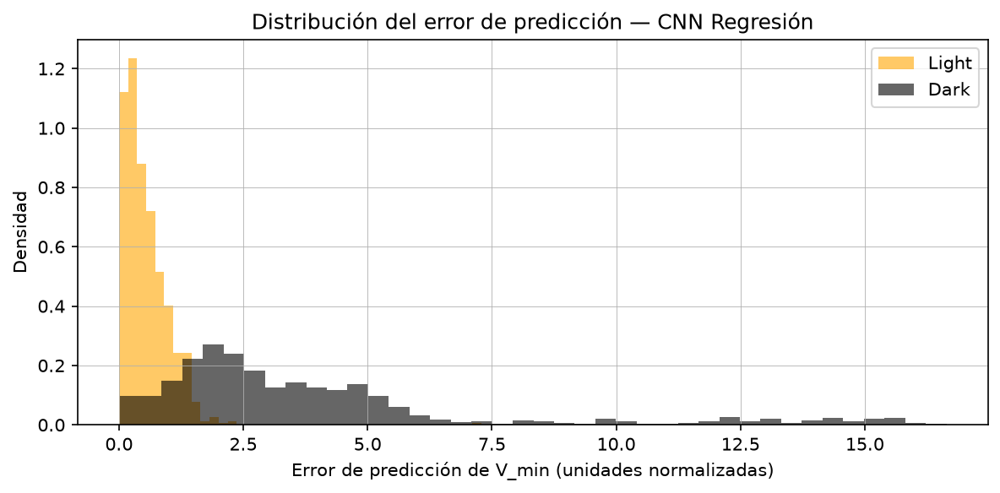 Distribución del error de predicción — CNN Regresión
Light
Dark
Densidad
1.2
1.0
0.8
0.6
0.4
0.2
0.0
0.0 2.5 5.0 7.5 10.0 12.5 15.0
Error de predicción de V_min (unidades normalizadas)